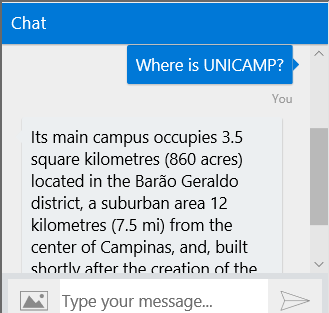 Chat
Where is UNICAMP?
You
Its main campus occupies 3.5
square kilometres (860 acres)
located in the Barão Geraldo
district, a suburban area 12
kilometres (7.5 mi) from the
center of Campinas, and, built
shortly after the creation of the
Type your message...